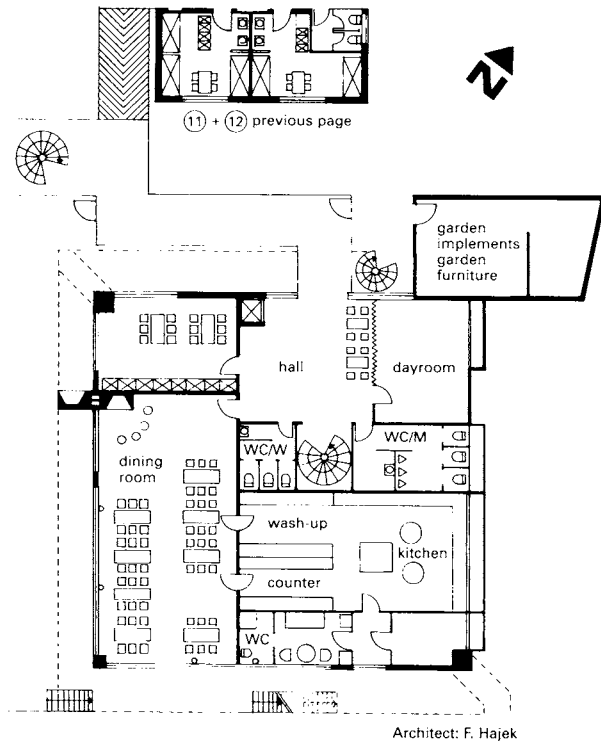 N
11 + 12 previous page
garden
implements
garden
furniture
hall
dayroom
WC/W
WC/M
dining
room
wash-up
kitchen
counter
WC
Architect: F. Hajek